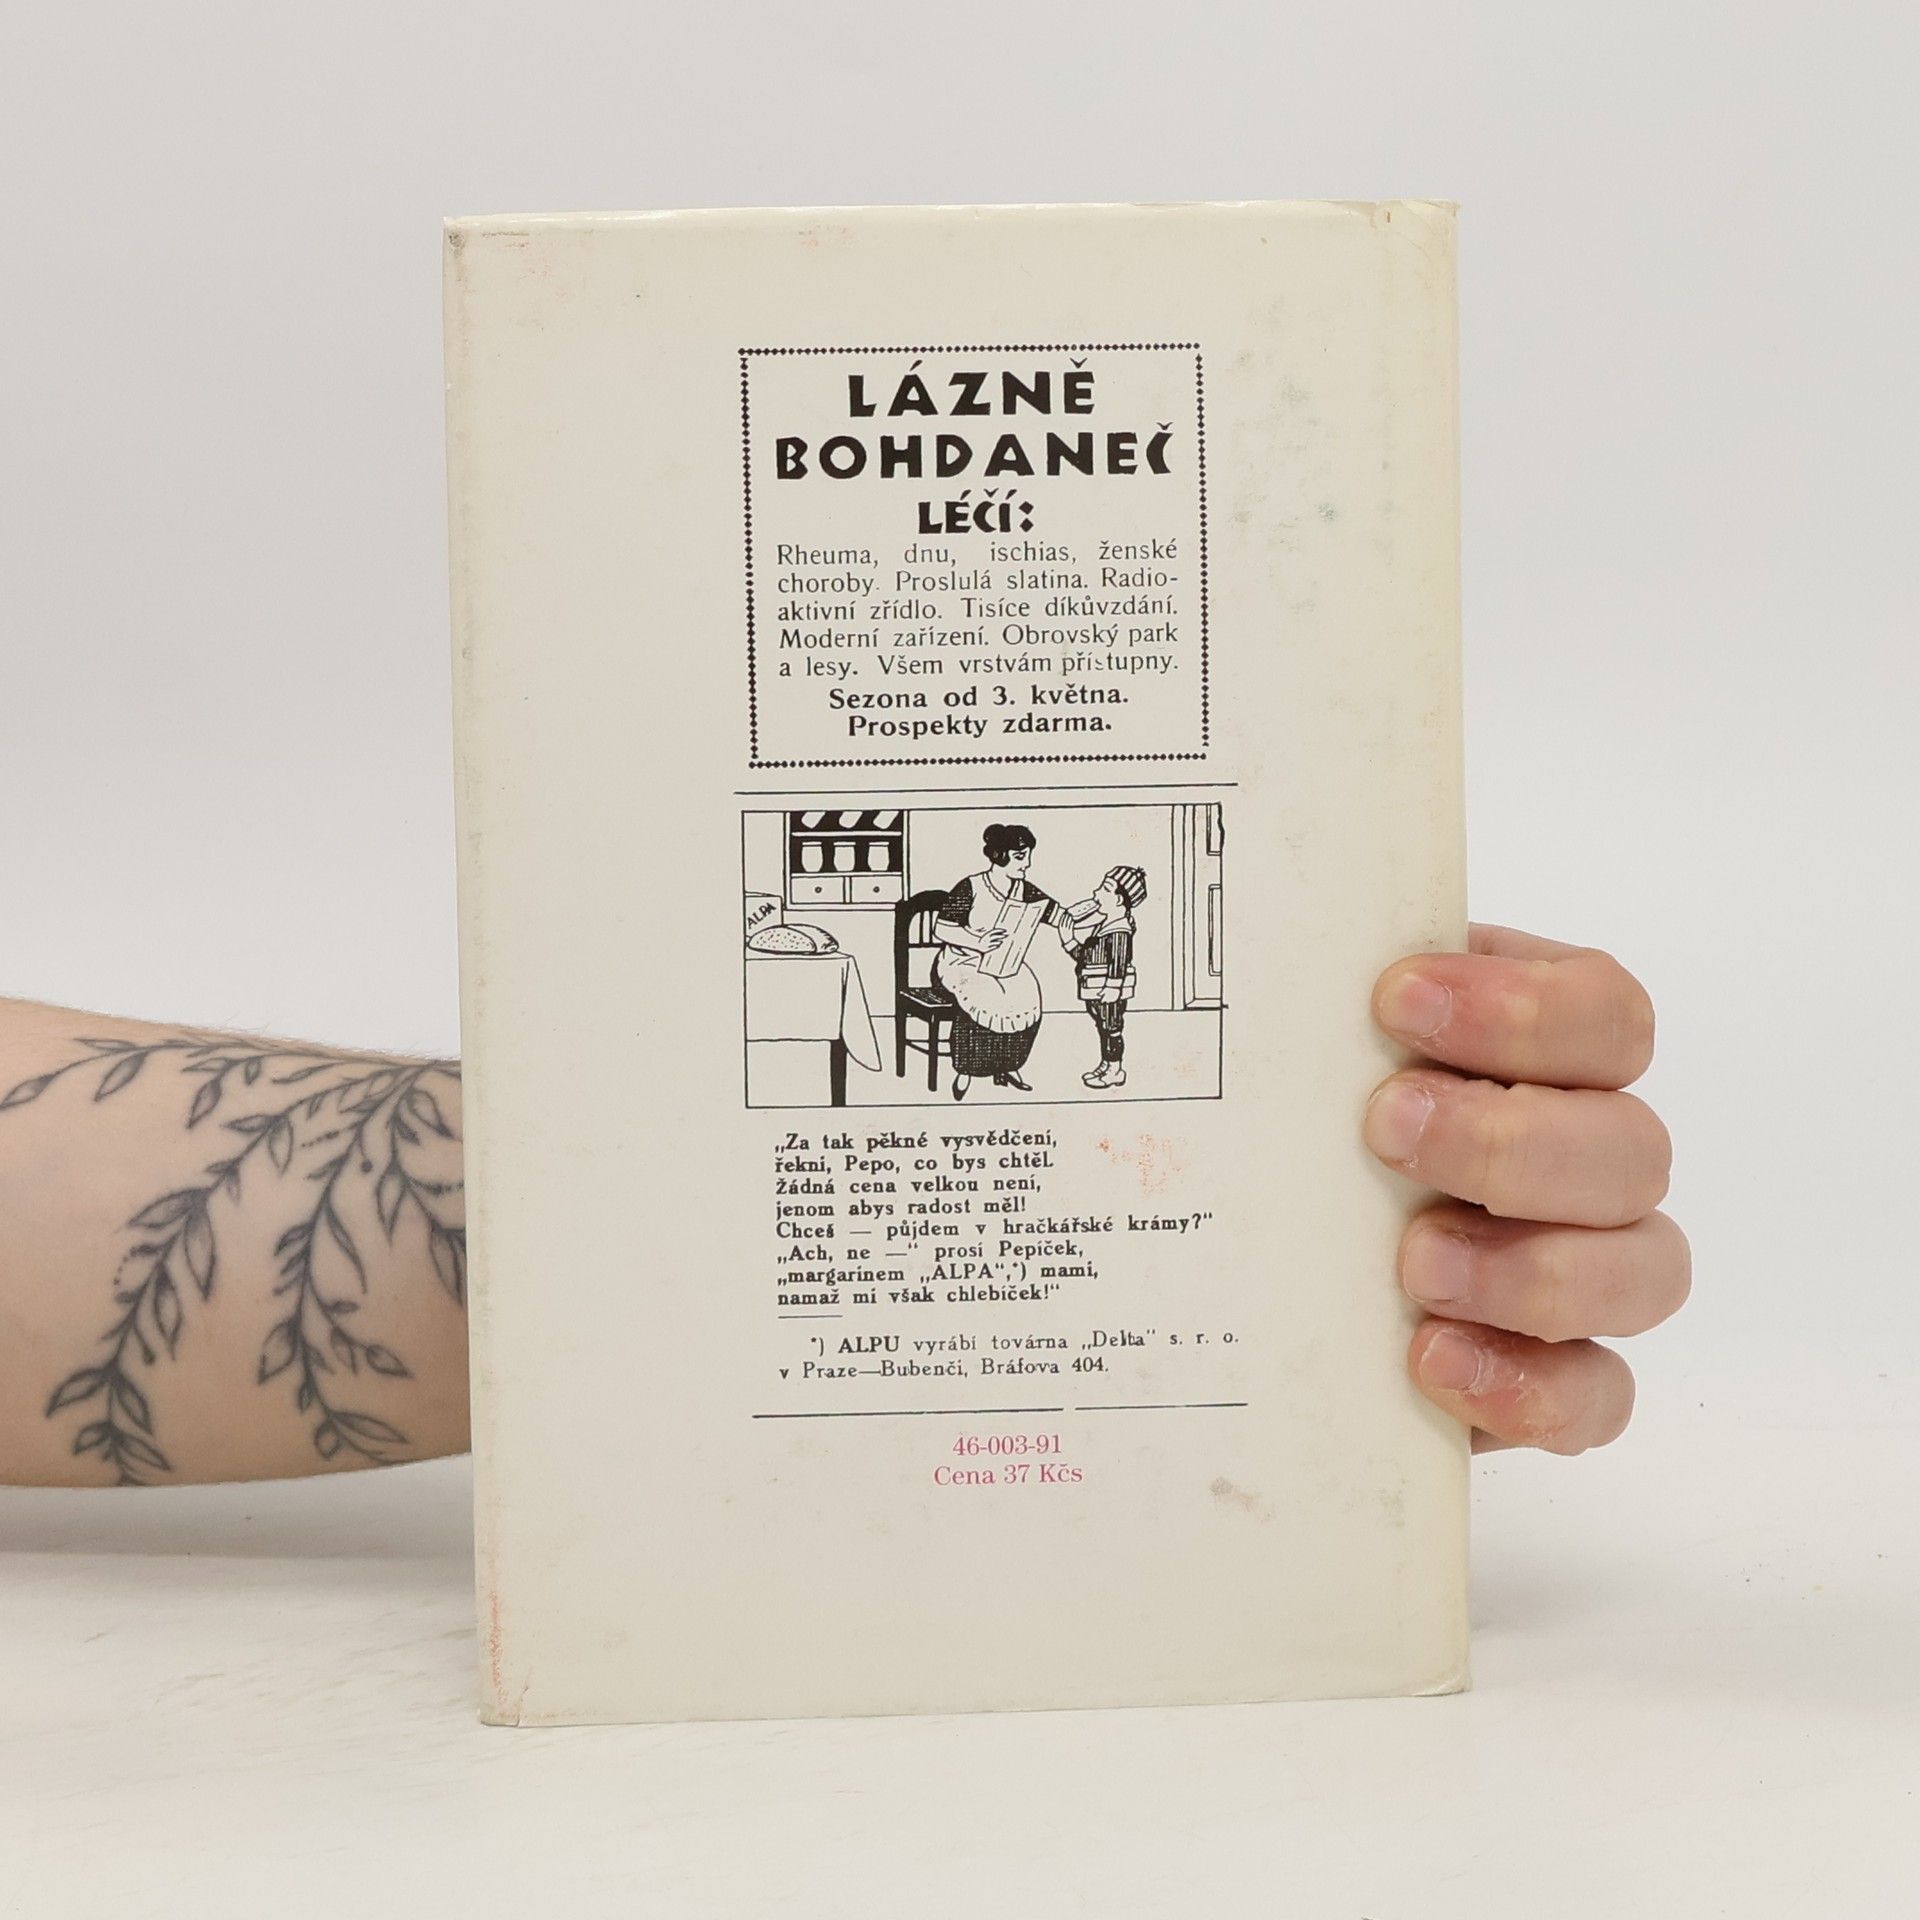 LÁZNĚ
BOHDANEČ
LÉČÍ:
Rheuma, dnu, ischias, ženské
choroby. Proslulá slatina. Radio-
aktivní zřídlo. Tisíce díkůvzdání.
Moderní zařízení. Obrovský park
a lesy. Všem vrstvám přístupny.
Sezona od 3. května.
Prospekty zdarma.
ALPA
„Za tak pěkné vysvědčení,
řekni, Pepo, co bys chtěl.
Žádná cena velkou není,
jenom abys radost měl!
Chceš — půjdem v hračkářské krámy?“
„Ach, ne —“ prosí Pepíček,
„margarinem „ALPA“,*) mami,
namaž mi však chlebíček!“
*) ALPU vyrábí továrna „Delta“ s. r. o.
v Praze—Bubenči, Bráfova 404.
46-003-91
Cena 37 Kčs